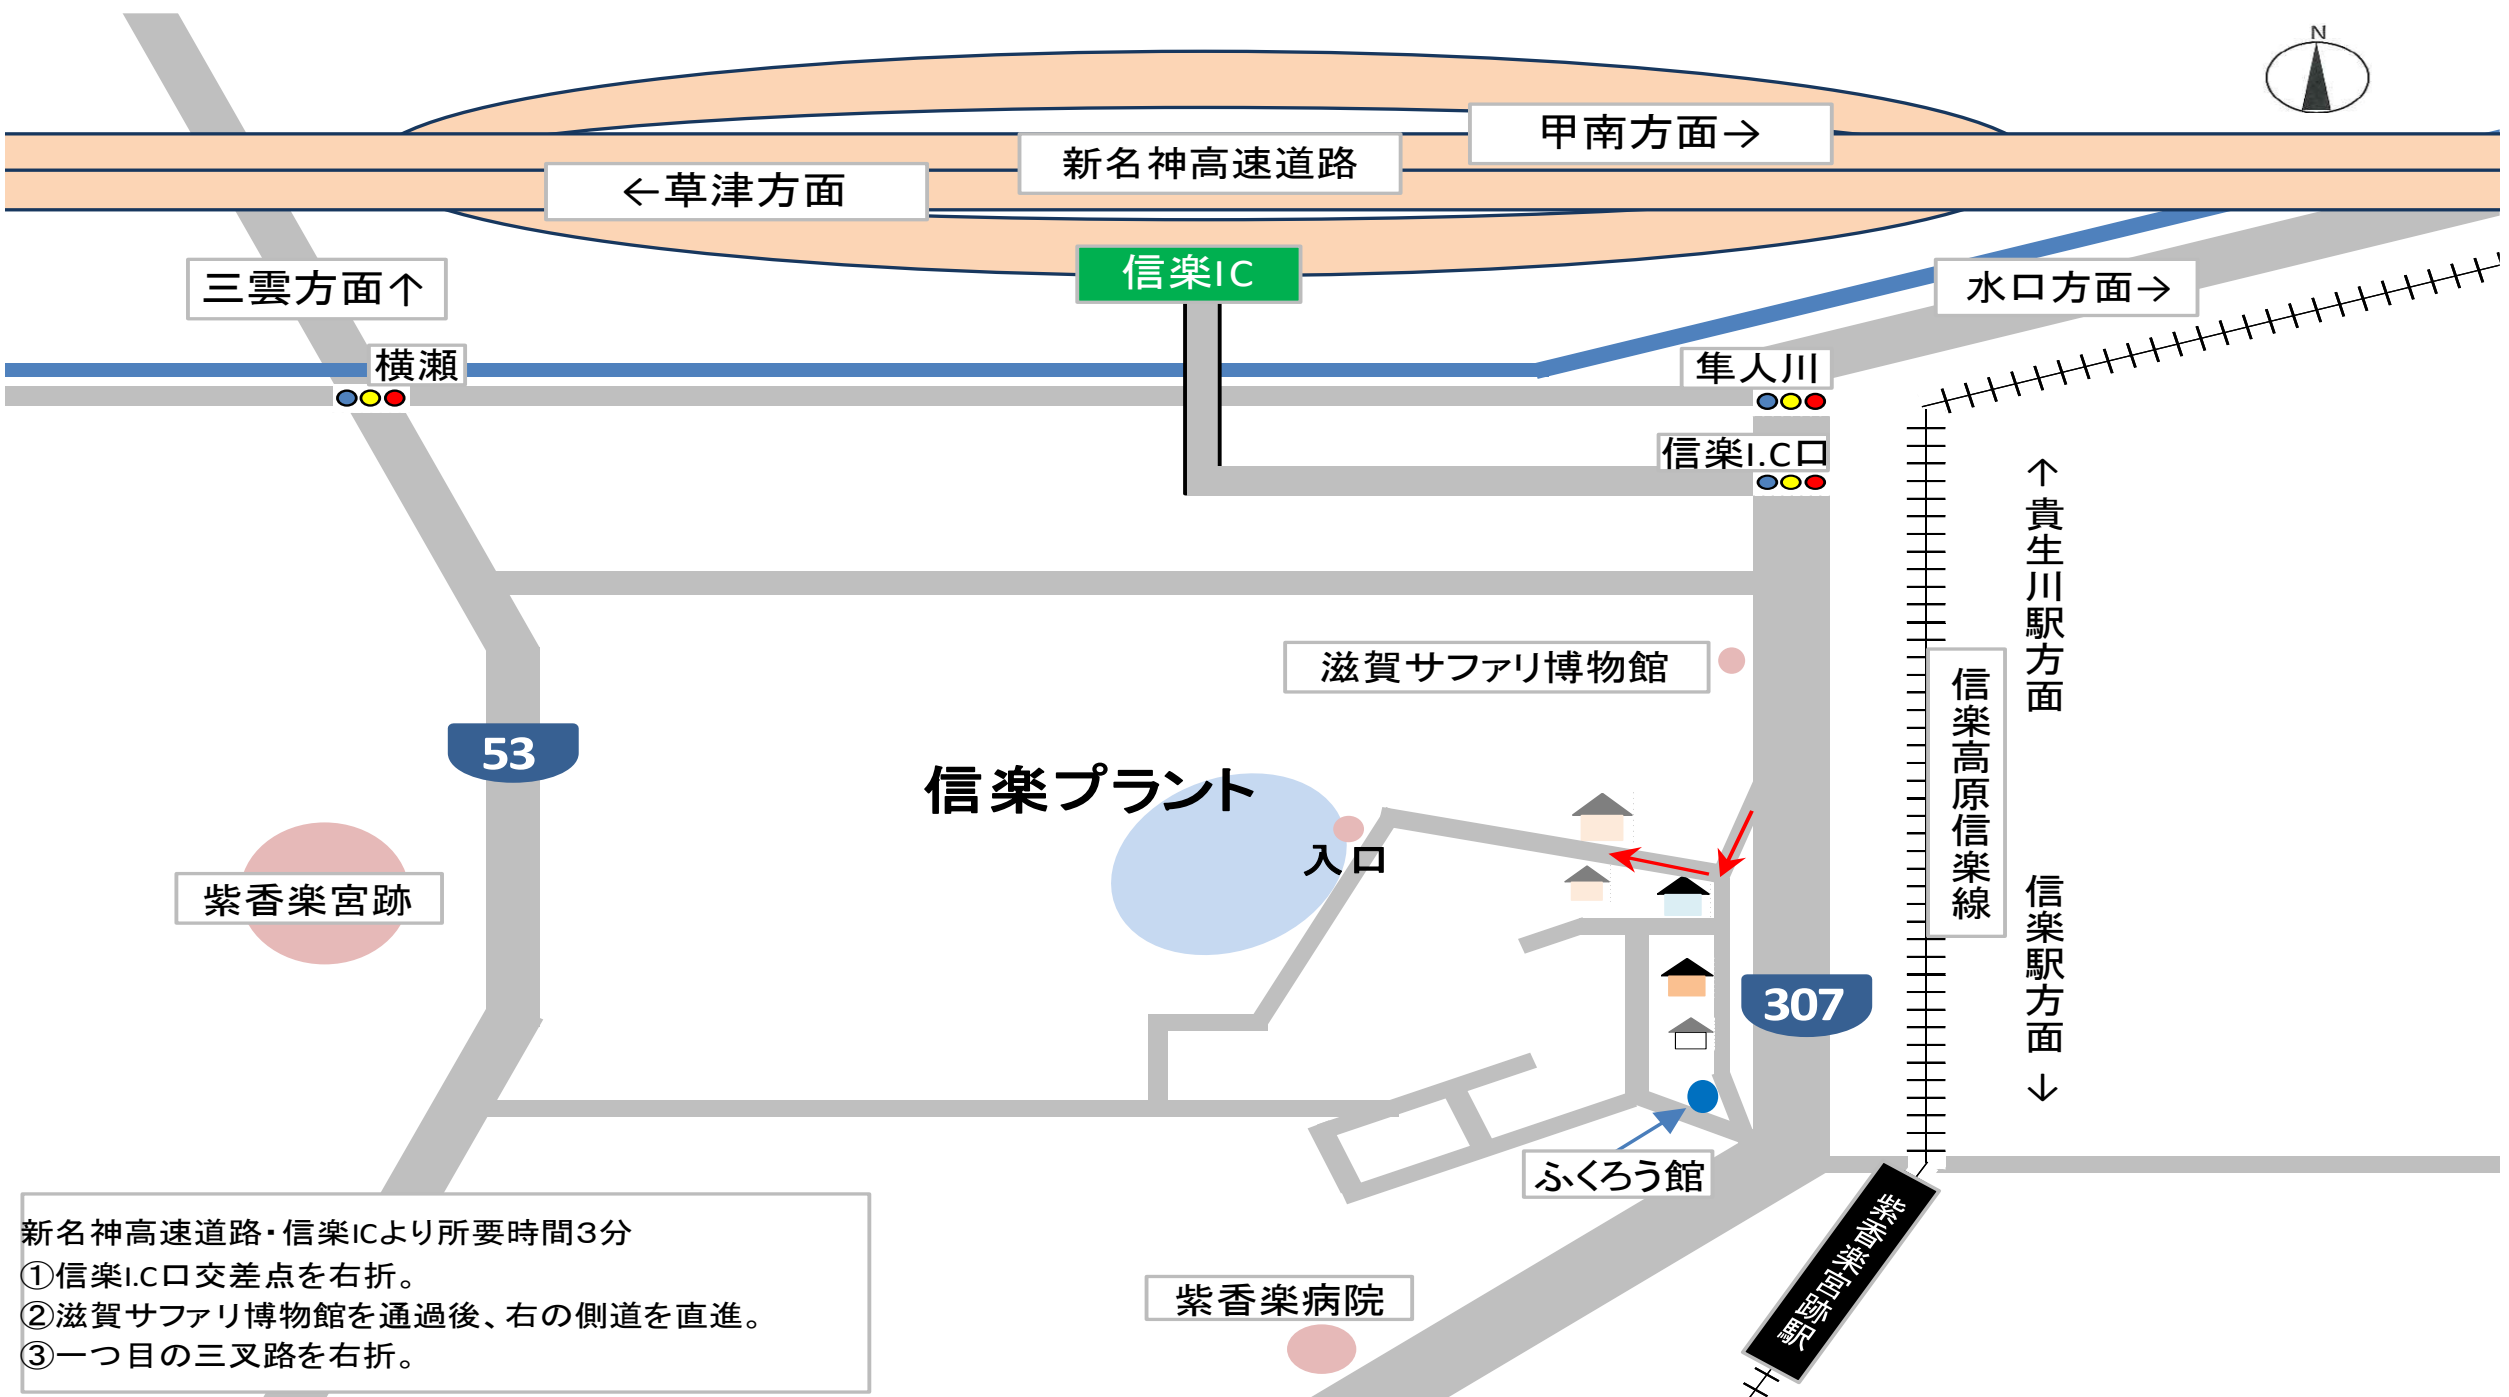 N
甲南方面→
新名神高速道路
←草津方面
信楽IC
三雲方面↑
水口方面→
横瀬
隼人川
信楽I.C口
↑貴生川駅方面
滋賀サファリ博物館
信楽高原信楽線
53
信楽プラント
入口
紫香楽宮跡
信楽駅方面↓
307
ふくろう館
紫香楽宮跡駅
紫香楽病院
新名神高速道路・信楽ICより所要時間３分
①信楽I.C口交差点を右折。
②滋賀サファリ博物館を通過後、右の側道を直進。
③一つ目の三叉路を右折。